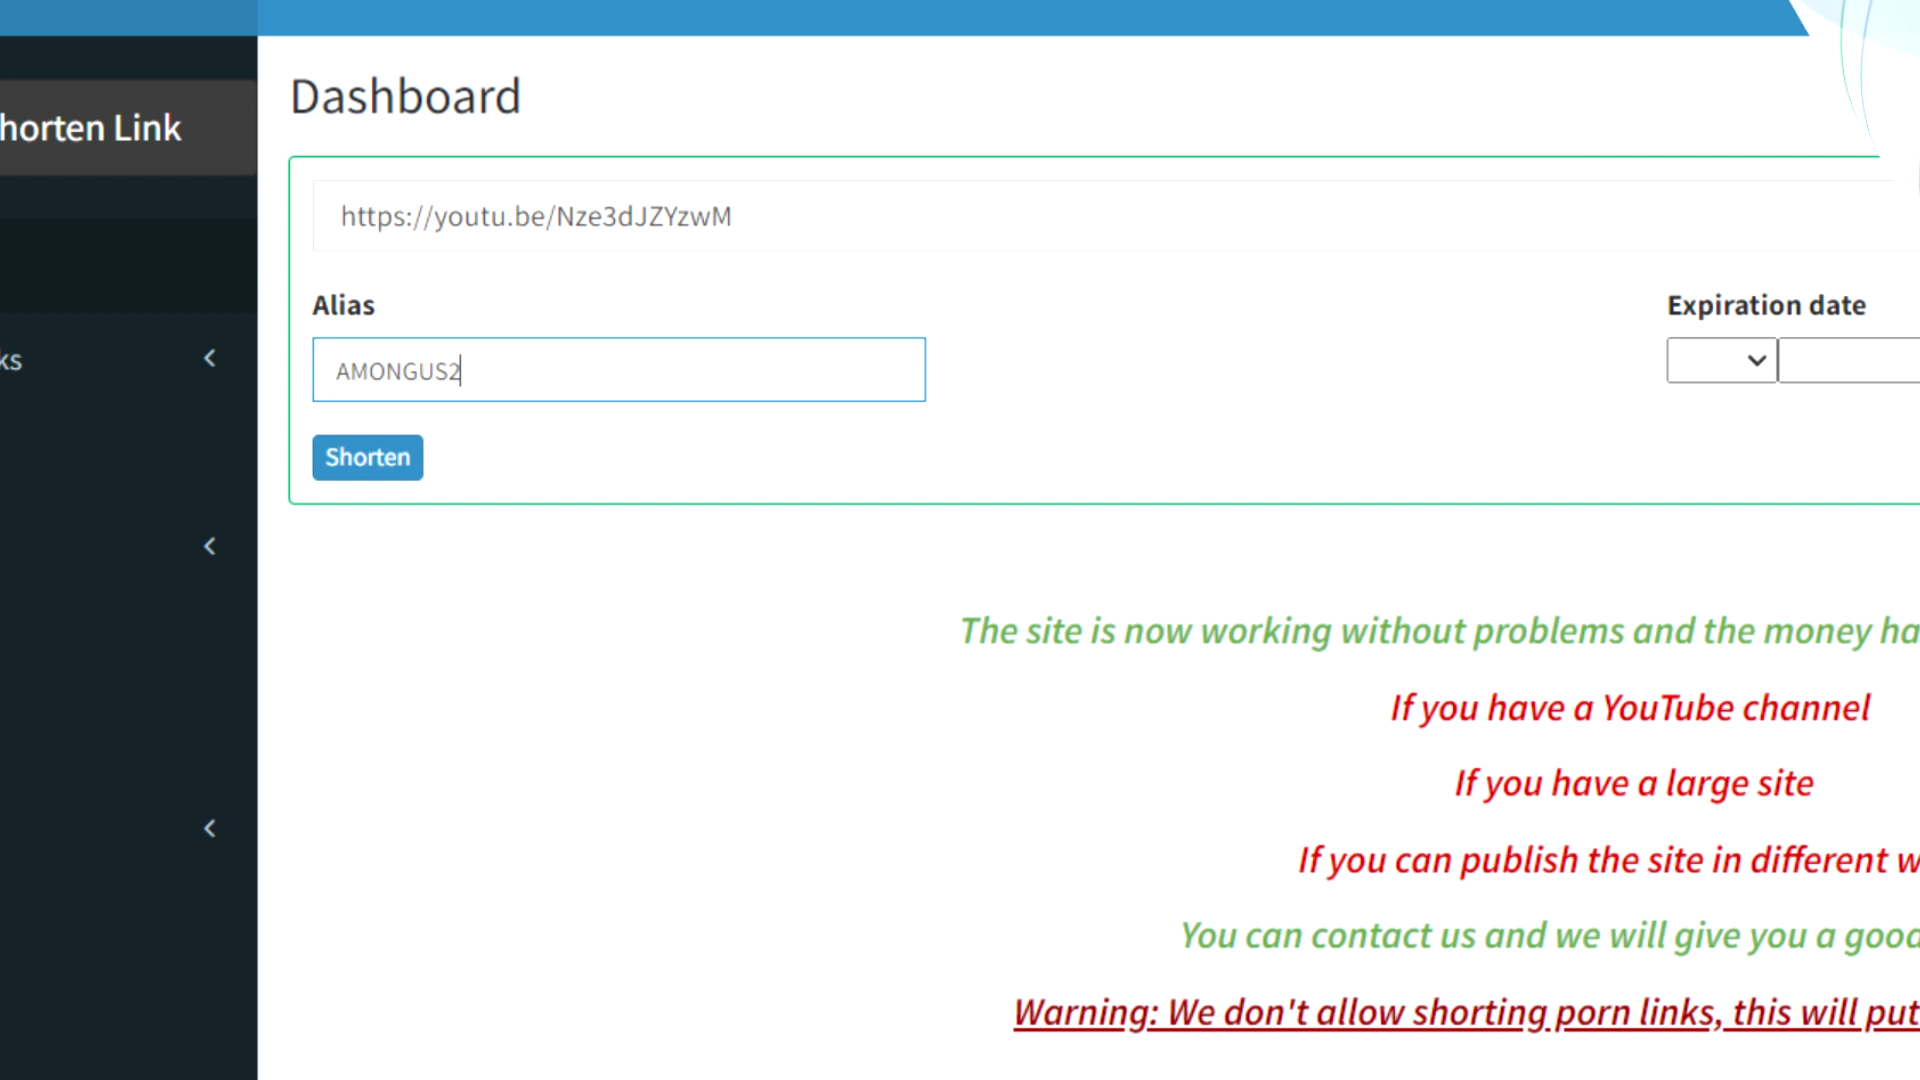 Dashboard
horten Link
https://youtu.be/Nze3dJZYzwM
Alias
Expiration date
AMONGUS2
ks
Shorten
The site is now working without problems and the money ha
If you have a YouTube channel
If you have a large site
If you can publish the site in different w
You can contact us and we will give you a good
Warning: We don't allow shorting porn links, this will put